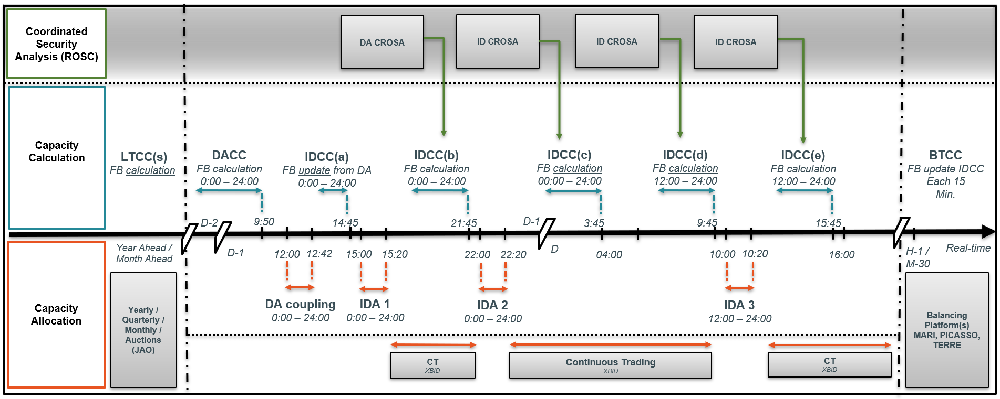 Coordinated
Security
Analysis (ROSC)
DA CROSA
ID CROSA
ID CROSA
ID CROSA
Capacity
Calculation
LTCC(s)
FB calculation
DACC
FB calculation
0:00 – 24:00
IDCC(a)
FB update from DA
0:00 – 24:00
IDCC(b)
FB calculation
0:00 – 24:00
IDCC(c)
FB calculation
00:00 – 24:00
IDCC(d)
FB calculation
12:00 – 24:00
IDCC(e)
FB calculation
12:00 – 24:00
BTCC
FB update IDCC
Each 15
Min.
D-2
9:50
14:45
21:45
D-1
3:45
9:45
15:45
Year Ahead /
Month Ahead
D-1
12:00
12:42
15:00
15:20
22:00
22:20
D
04:00
10:00
10:20
16:00
H-1 /
M-30
Real-time
Capacity
Allocation
Yearly /
Quarterly /
Monthly /
Auctions
(JAO)
DA coupling
0:00 – 24:00
IDA 1
0:00 – 24:00
IDA 2
0:00 – 24:00
IDA 3
12:00 – 24:00
Balancing
Platform(s)
MARI, PICASSO,
TERRE
CT
XBID
Continuous Trading
XBID
CT
XBID